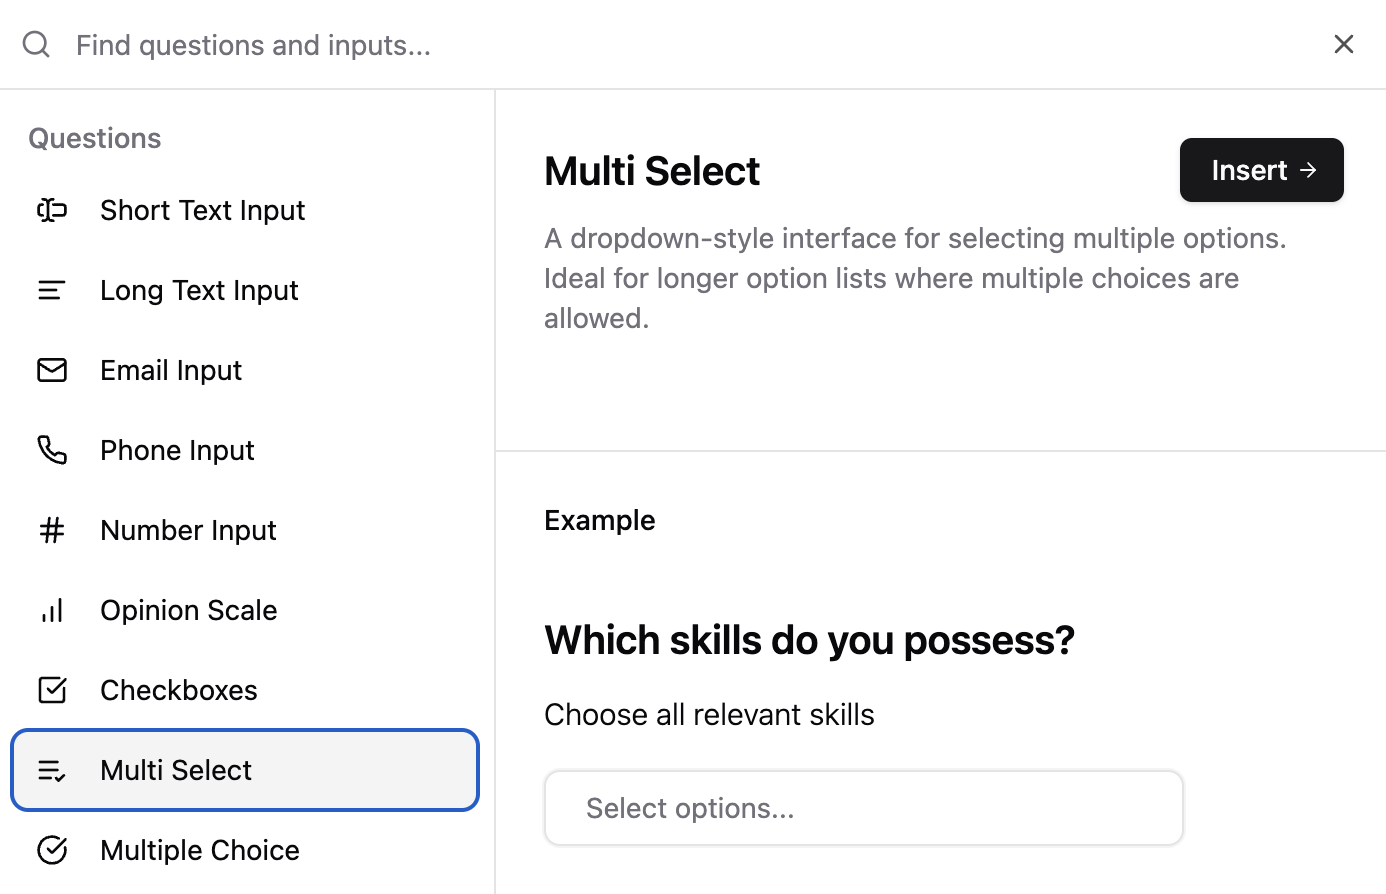 Find questions and inputs...
Questions
Short Text Input
Long Text Input
Email Input
Phone Input
Number Input
Opinion Scale
Checkboxes
Multi Select
Multiple Choice
Multi Select
Insert →
A dropdown-style interface for selecting multiple options.
Ideal for longer option lists where multiple choices are
allowed.
Example
Which skills do you possess?
Choose all relevant skills
Select options...